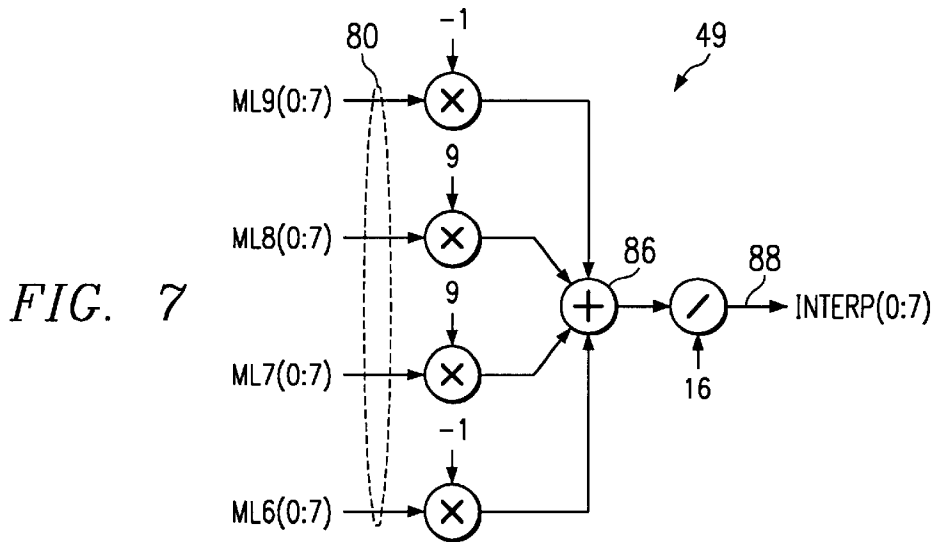 80
-1
49
ML9(0:7)
×
9
ML8(0:7)
×
86
88
FIG. 7
9
+
/
INTERP(0:7)
ML7(0:7)
×
16
-1
ML6(0:7)
×